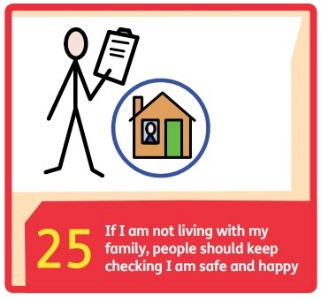 25
If I am not living with my
family, people should keep
checking I am safe and happy